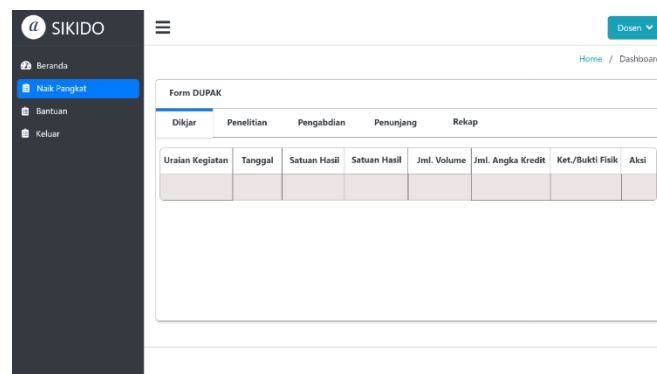 a SIKIDO
Dosen
Home / Dashboar
Beranda
Naik Pangkat
Bantuan
Keluar
Form DUPAK
Dikjar Penelitian Pengabdian Penunjang Rekap
Uraian Kegiatan Tanggal Satuan Hasil Satuan Hasil Jml. Volume Jml. Angka Kredit Ket./Bukti Fisik Aksi